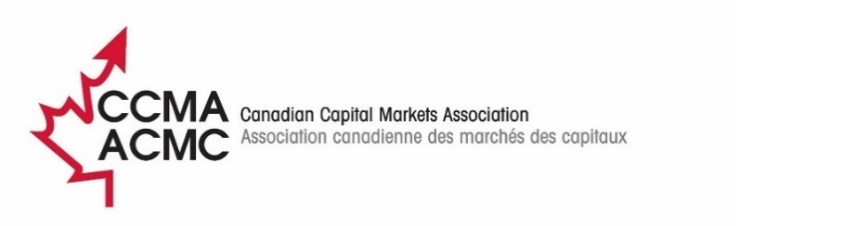 CCMA
ACMC
Canadian Capital Markets Association
Association canadienne des marchés des capitaux